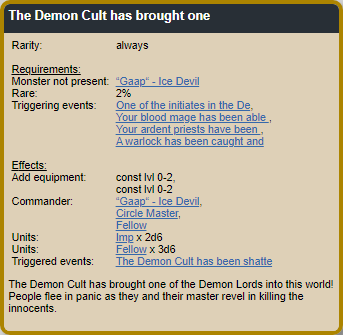 The Demon Cult has brought one
Rarity: always
Requirements:
Monster not present: “Gaap“ - Ice Devil
Rare: 2%
Triggering events: One of the initiates in the De,
Your blood mage has been able ,
Your ardent priests have been ,
A warlock has been caught and
Effects:
Add equipment: const lvl 0-2,
const lvl 0-2
Commander: “Gaap“ - Ice Devil,
Circle Master,
Fellow
Units: Imp x 2d6
Units: Fellow x 3d6
Triggered events: The Demon Cult has been shatte
The Demon Cult has brought one of the Demon Lords into this world!
People flee in panic as they and their master revel in killing the
innocents.